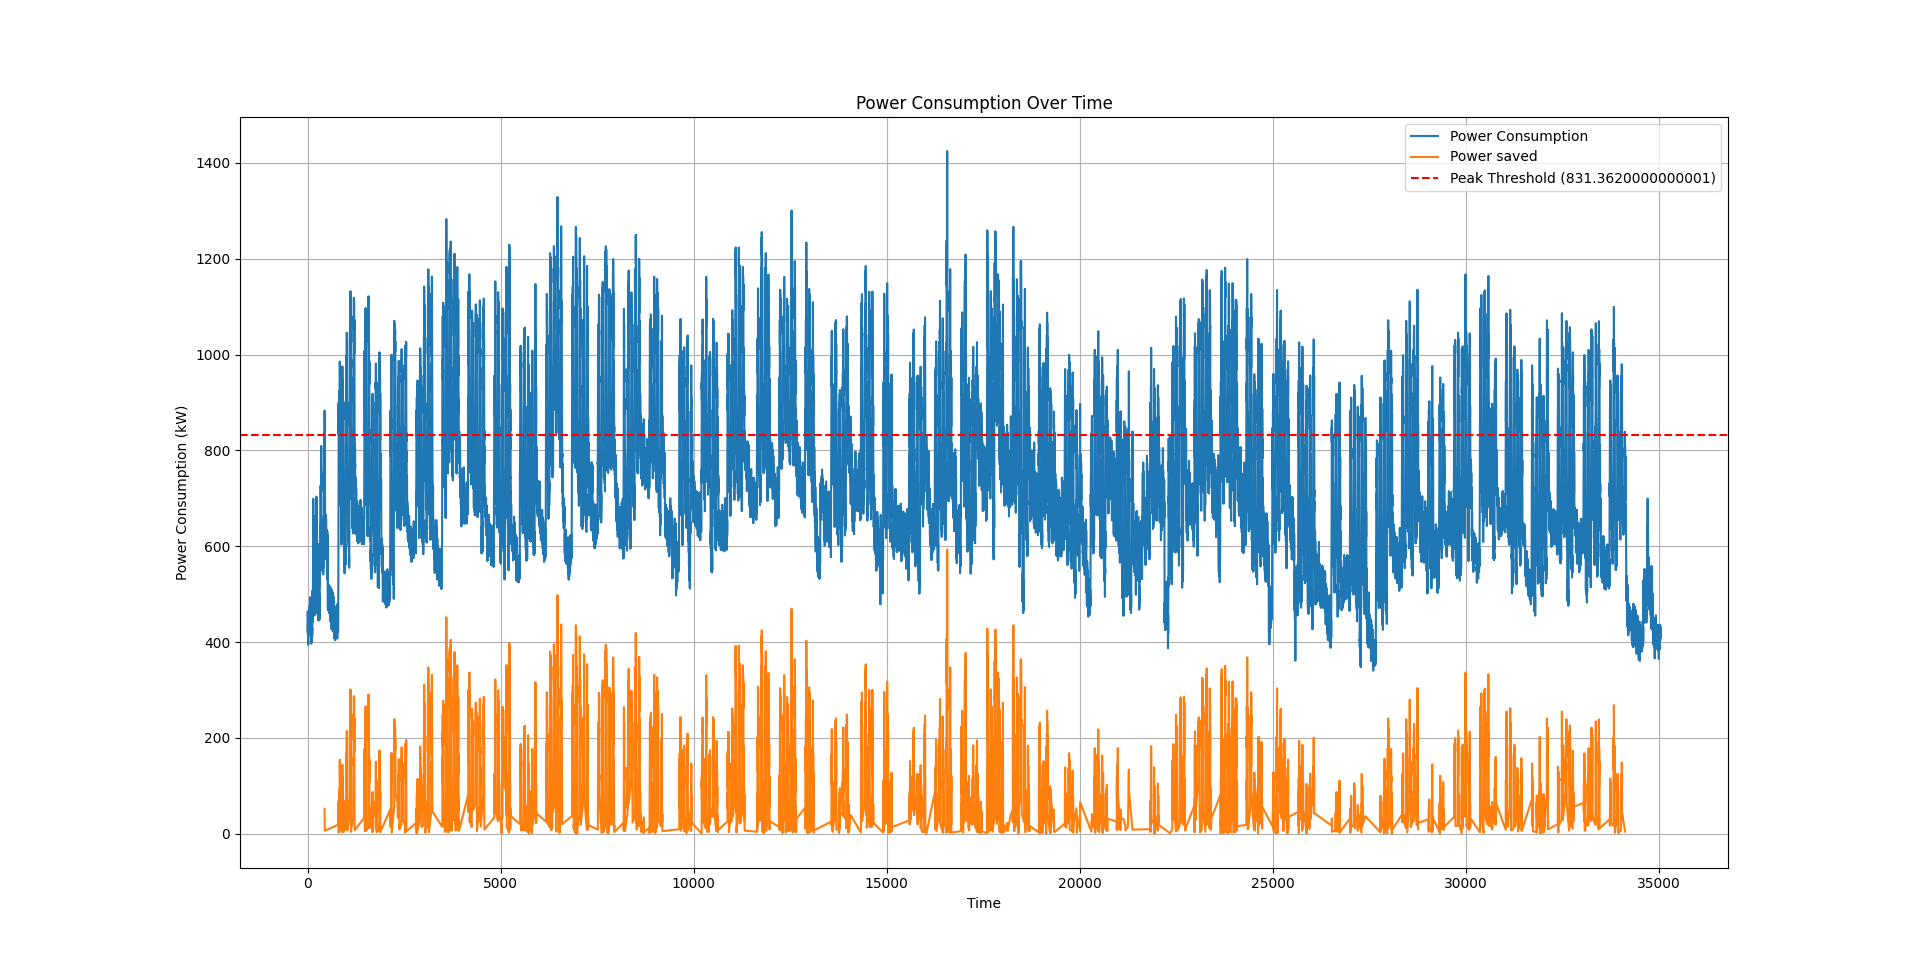 Power Consumption Over Time
Power Consumption
Power saved
Peak Threshold (831.3620000000001)
Power Consumption (kW)
1400
1200
1000
800
600
400
200
0
0 5000 10000 15000 20000 25000 30000 35000
Time